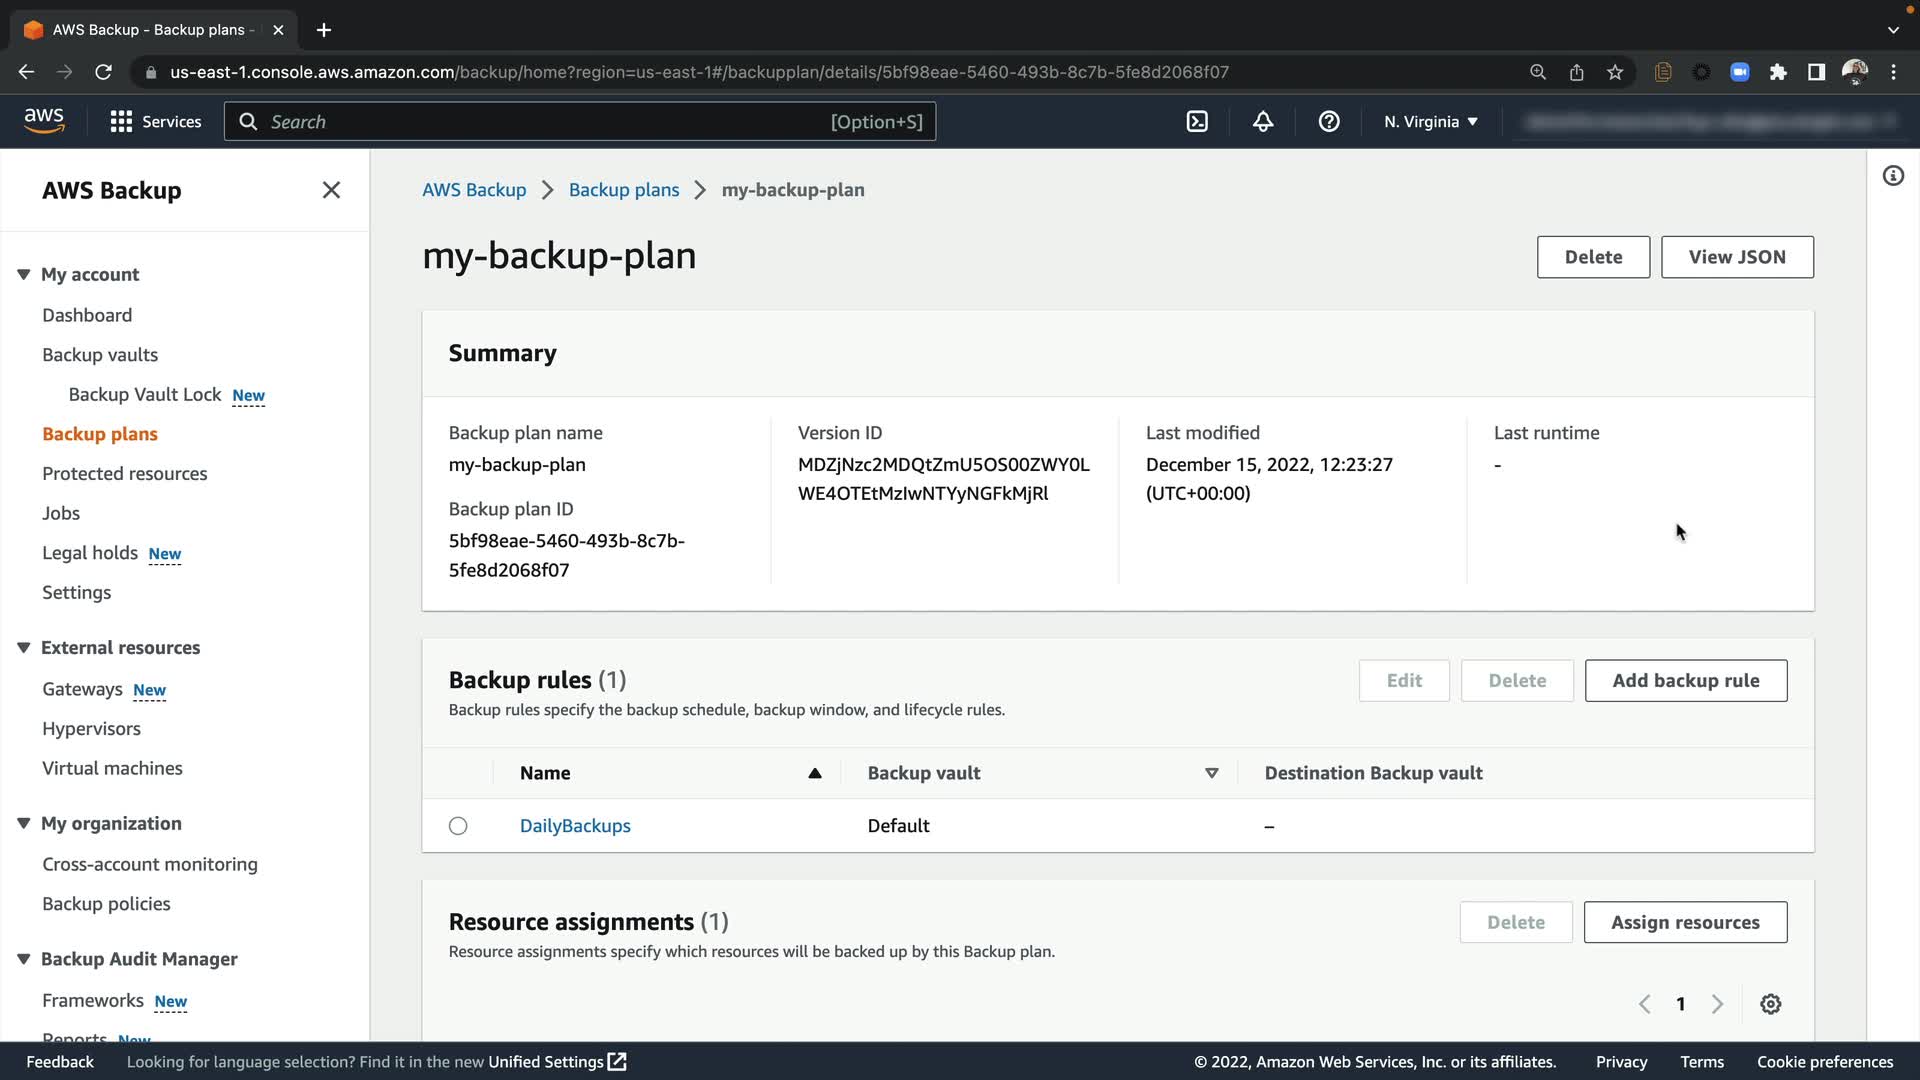 AWS Backup - Backup plans -
us-east-1.console.aws.amazon.com/backup/home?region=us-east-1#/backupplan/details/5bf98eae-5460-493b-8c7b-5fe8d2068f07
aws
Services
Search
[Option+S]
N. Virginia
AWS Backup
My account
Dashboard
Backup vaults
Backup Vault Lock New
Backup plans
Protected resources
Jobs
Legal holds New
Settings
External resources
Gateways New
Hypervisors
Virtual machines
My organization
Cross-account monitoring
Backup policies
Backup Audit Manager
Frameworks New
Reports New
AWS Backup > Backup plans > my-backup-plan
my-backup-plan
Delete
View JSON
Summary
Backup plan name
my-backup-plan
Backup plan ID
5bf98eae-5460-493b-8c7b-
5fe8d2068f07
Version ID
MDZjNzc2MDQtZmU5OS00ZWY0L
WE4OTEtMzIwNTYyNGFkMjRl
Last modified
December 15, 2022, 12:23:27
(UTC+00:00)
Last runtime
-
Backup rules (1)
Backup rules specify the backup schedule, backup window, and lifecycle rules.
Edit
Delete
Add backup rule
Name
Backup vault
Destination Backup vault
DailyBackups
Default
–
Resource assignments (1)
Resource assignments specify which resources will be backed up by this Backup plan.
Delete
Assign resources
1
Feedback
Looking for language selection? Find it in the new Unified Settings
© 2022, Amazon Web Services, Inc. or its affiliates.
Privacy
Terms
Cookie preferences